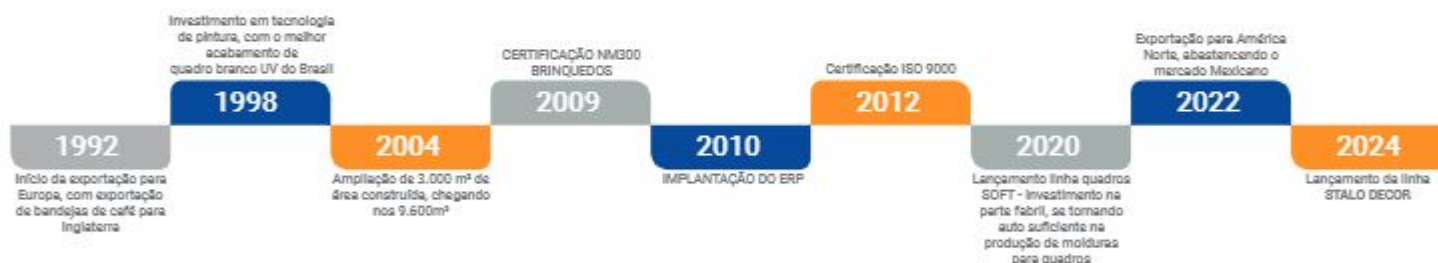 1992
Início da exportação para
Europa, com exportação
de bandejas de café para
Inglaterra
Investimento em tecnologia
de pintura, com o melhor
acabamento de
quadro branco UV do Brasil
1998
2004
Ampliação de 3.000 m² de
área construída, chegando
nos 9.600m²
CERTIFICAÇÃO NM300
BRINQUEDOS
2009
2010
IMPLANTAÇÃO DO ERP
Certificação ISO 9000
2012
2020
Lançamento linha quadros
SOFT - Investimento na
parte fabril, se tornando
auto suficiente na
produção de molduras
para quadros
Exportação para América
Norte, abastencendo o
mercado Mexicano
2022
2024
Lançamento da linha
STALO DECOR